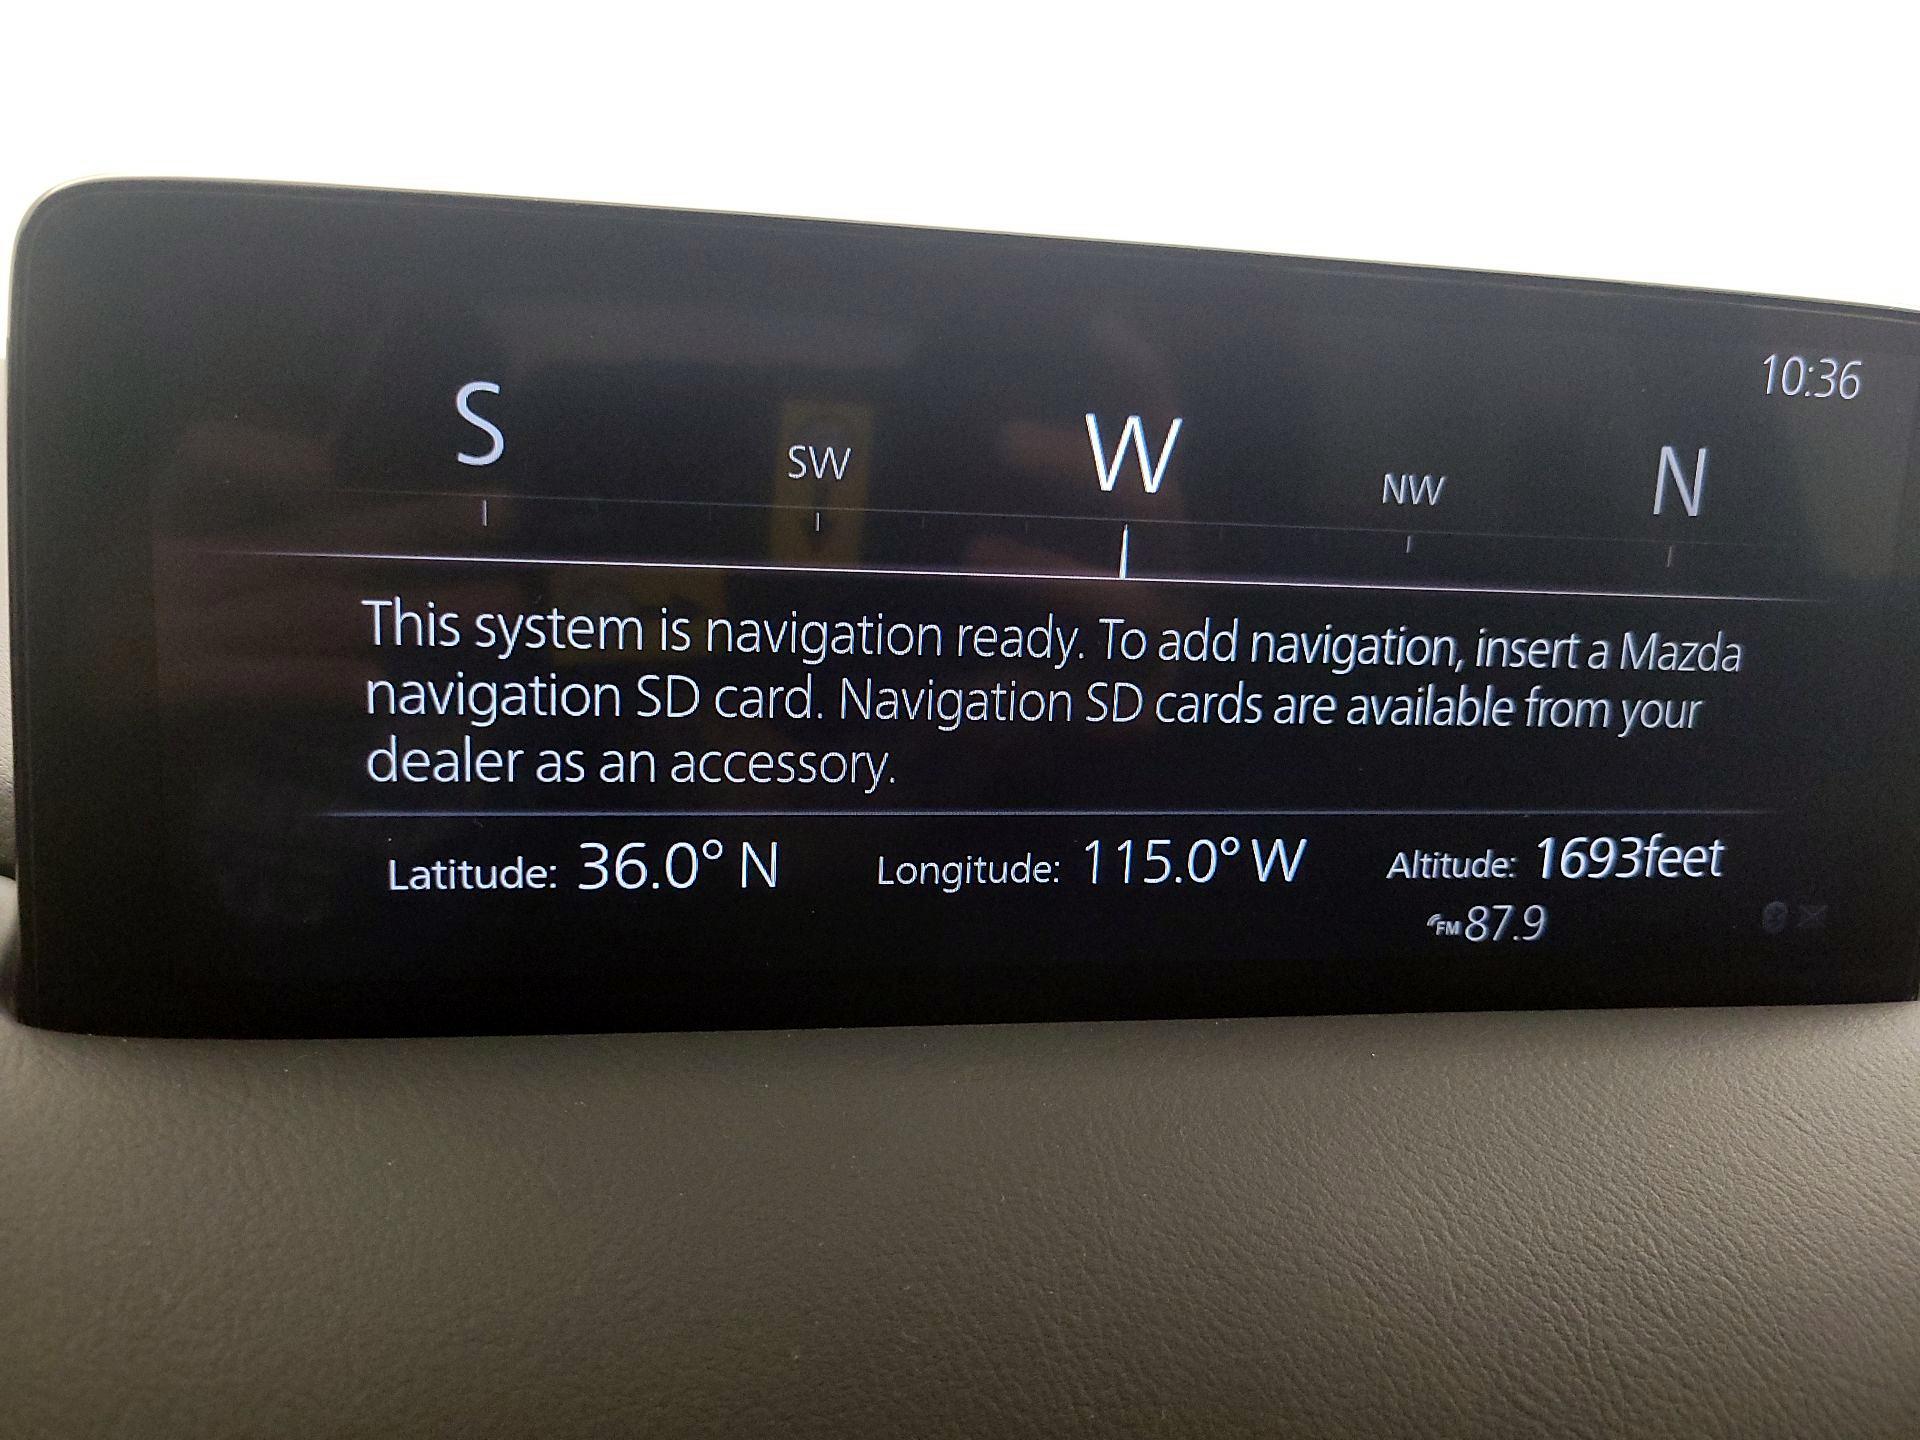 10:36
S SW W NW N
This system is navigation ready. To add navigation, insert a Mazda
navigation SD card. Navigation SD cards are available from your
dealer as an accessory.
Latitude: 36.0° N Longitude: 115.0° W Altitude: 1693feet
FM 87.9